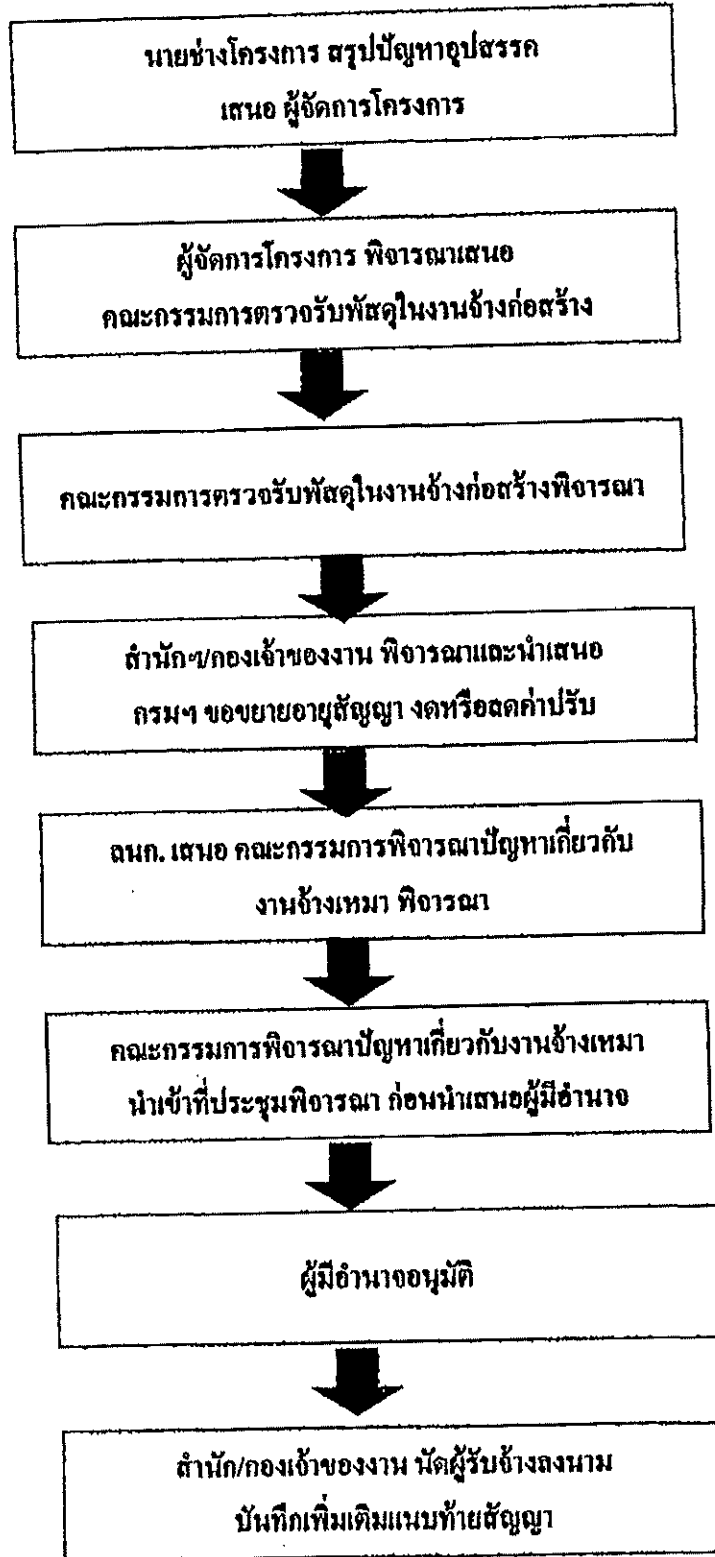 นายช่างโครงการ สรุปปัญหาอุปสรรค
เสนอ ผู้จัดการโครงการ
ผู้จัดการโครงการ พิจารณาเสนอ
คณะกรรมการตรวจรับพัสดุในงานจ้างก่อสร้าง
คณะกรรมการตรวจรับพัสดุในงานจ้างก่อสร้างพิจารณา
สำนักฯ/กองเจ้าของงาน พิจารณาและนำเสนอ
กรมฯ ขอขยายอายุสัญญา งดหรือลดค่าปรับ
ลนก. เสนอ คณะกรรมการพิจารณาปัญหาเกี่ยวกับ
งานจ้างเหมา พิจารณา
คณะกรรมการพิจารณาปัญหาเกี่ยวกับงานจ้างเหมา
นำเข้าที่ประชุมพิจารณา ก่อนนำเสนอผู้มีอำนาจ
ผู้มีอำนาจอนุมัติ
สำนัก/กองเจ้าของงาน นัดผู้รับจ้างลงนาม
บันทึกเพิ่มเติมแนบท้ายสัญญา